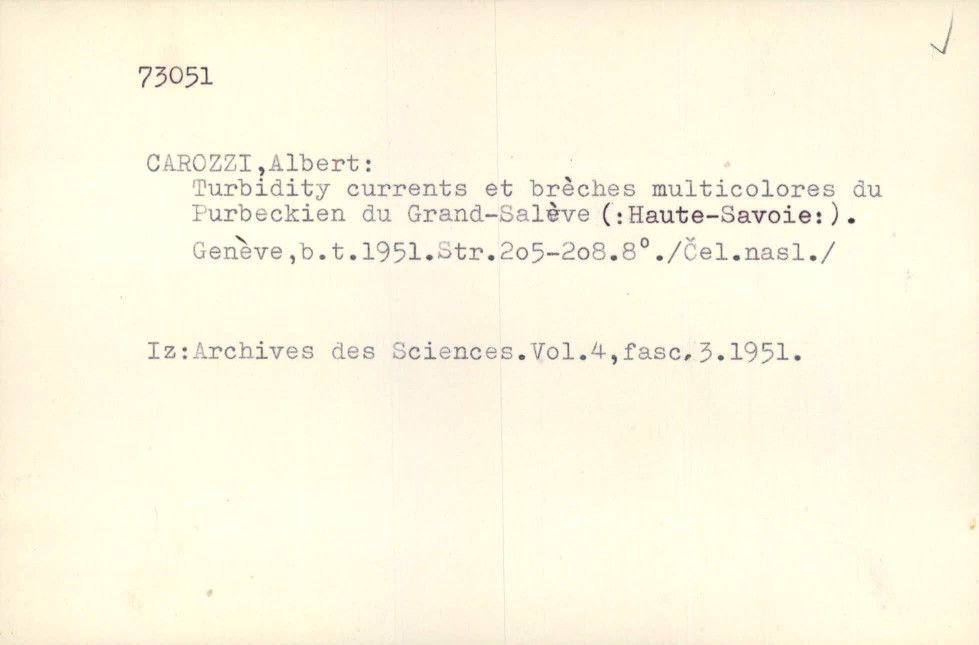 73051
CAROZZI,Albert:
Turbidity currents et brèches multicolores du
Purbeckien du Grand-Salève (:Haute-Savoie:).
Genève,b.t.1951.Str.2o5-2o8.8°./Čel.nasl./
Iz:Archives des Sciences.Vol.4,fasc.3.1951.